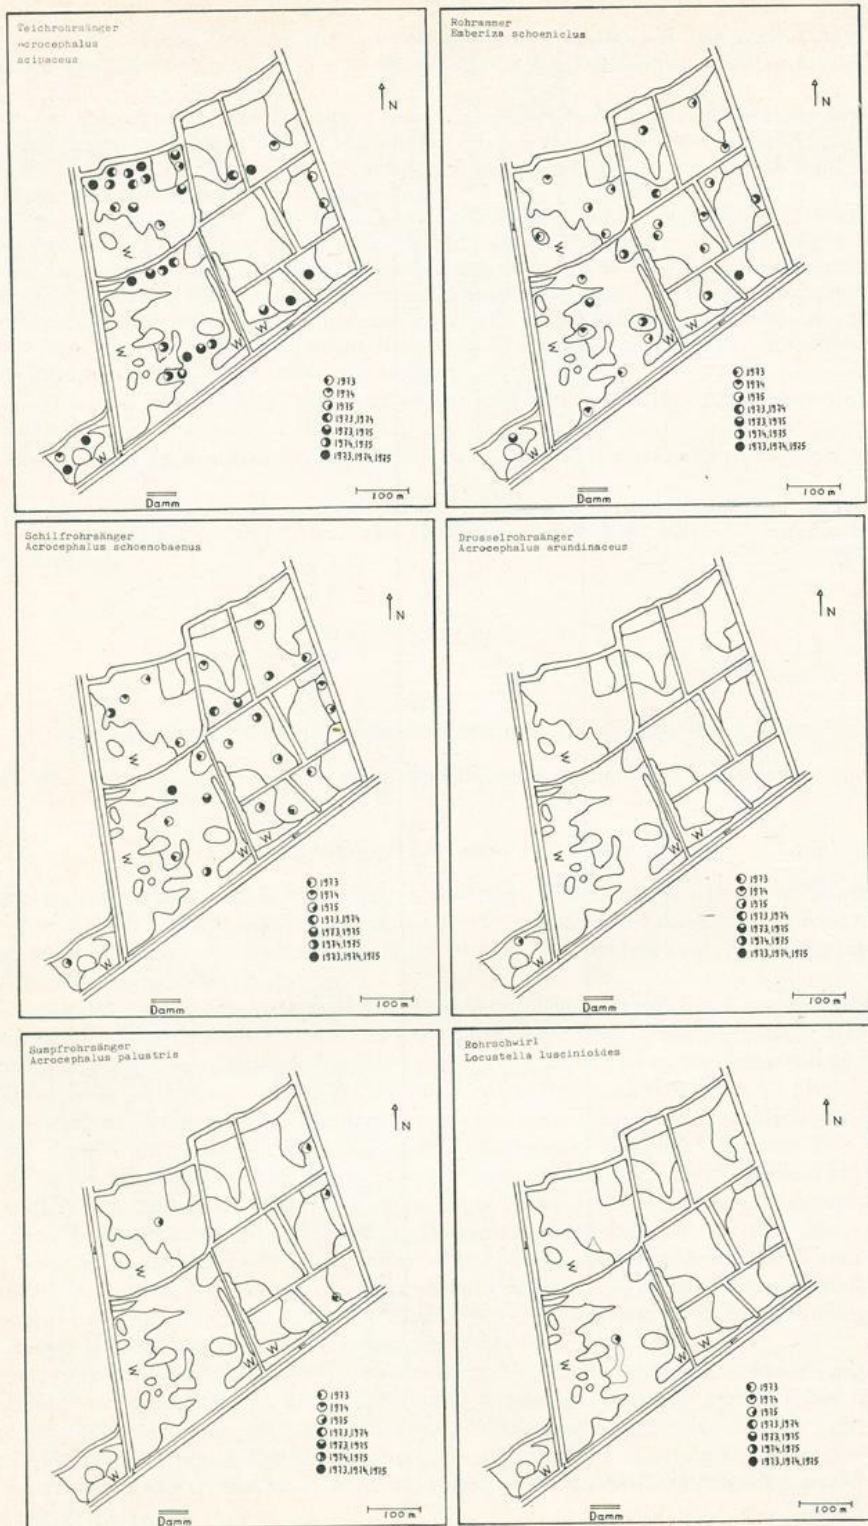 Teichrohrsänger
Acrocephalus
scipaceus
N
W
W
W
W
1973
1974
1975
1973,1974
1973,1975
1974,1975
1973,1974,1975
Damm
100 m
Rohrammer
Emberiza schoeniclus
N
W
W
W
W
1973
1974
1975
1973,1974
1973,1975
1974,1975
1973,1974,1975
Damm
100 m
Schilfrohrsänger
Acrocephalus schoenobaenus
N
W
W
W
W
W
1973
1974
1975
1973,1974
1973,1975
1974,1975
1973,1974,1975
Damm
100 m
Drosselrohrsänger
Acrocephalus arundinaceus
N
W
W
W
W
W
1973
1974
1975
1973,1974
1973,1975
1974,1975
1973,1974,1975
Damm
100 m
Sumpfrohrsänger
Acrocephalus palustris
N
W
W
W
W
W
1973
1974
1975
1973,1974
1973,1975
1974,1975
1973,1974,1975
Damm
100 m
Rohrschwirl
Locustella luscinioides
N
W
W
W
W
W
1973
1974
1975
1973,1974
1973,1975
1974,1975
1973,1974,1975
Damm
100 m